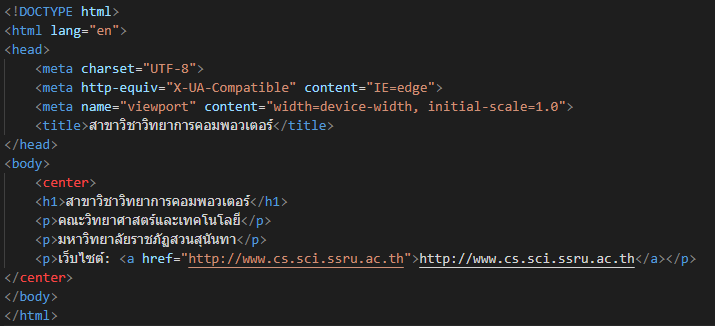 <!DOCTYPE html>
<html lang="en">
<head>
    <meta charset="UTF-8">
    <meta http-equiv="X-UA-Compatible" content="IE=edge">
    <meta name="viewport" content="width=device-width, initial-scale=1.0">
    <title>สาขาวิชาวิทยาการคอมพอวเตอร์</title>
</head>
<body>
    <center>
    <h1>สาขาวิชาวิทยาการคอมพอวเตอร์</h1>
    <p>คณะวิทยาศาสตร์และเทคโนโลยี</p>
    <p>มหาวิทยาลัยราชภัฏสวนสุนันทา</p>
    <p>เว็บไซต์: <a href="http://www.cs.sci.ssru.ac.th">http://www.cs.sci.ssru.ac.th</a></p>
</center>
</body>
</html>